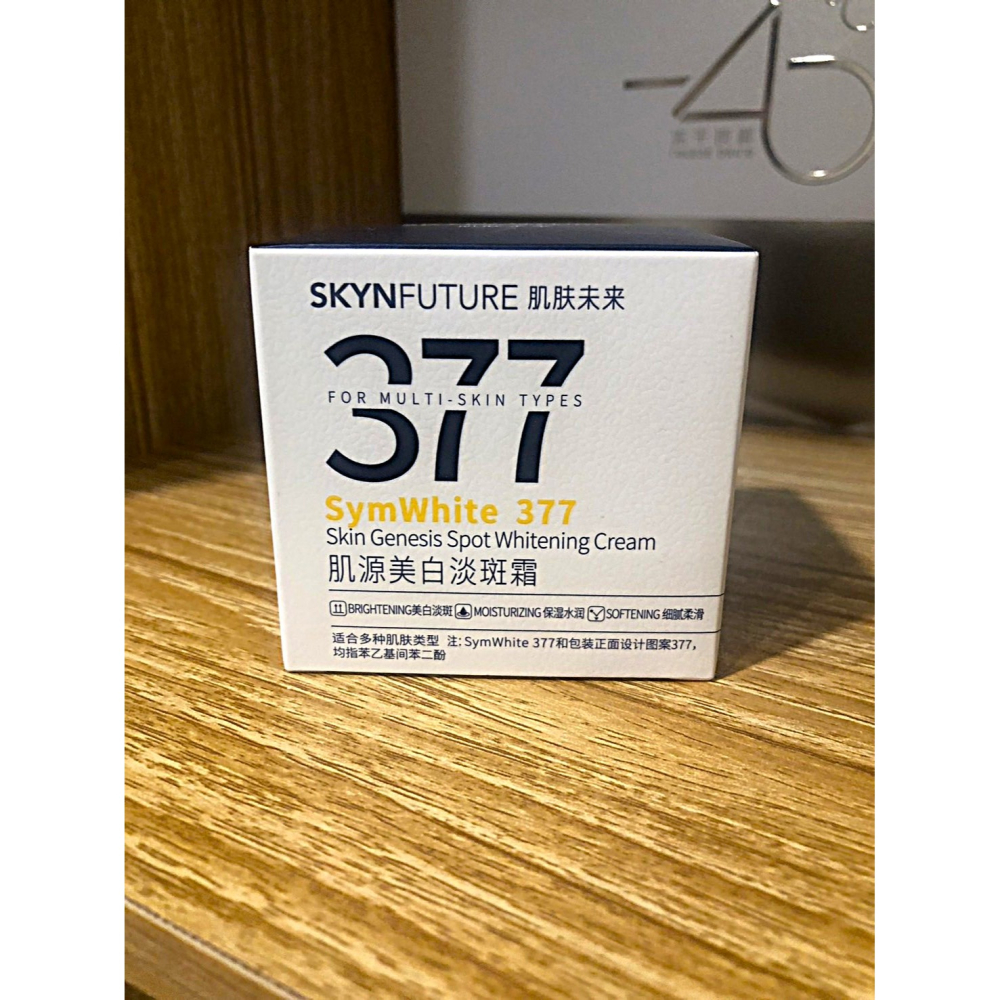 -45°
SKYNFUTURE 肌肤未来
377
FOR MULTI-SKIN TYPES
SymWhite 377
Skin Genesis Spot Whitening Cream
肌源美白淡斑霜
BRIGHTENING美白淡斑 MOISTURIZING 保湿水润 SOFTENING 细腻柔滑
适合多种肌肤类型 注: SymWhite 377和包装正面设计图案377,
均指苯乙基间苯二酚